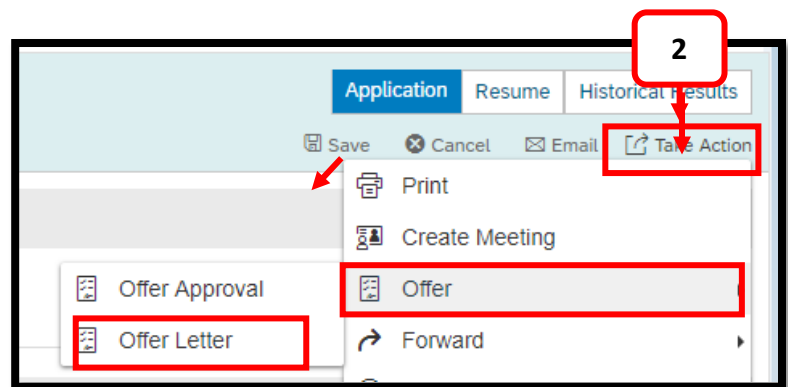 2
Application Resume Historical Results
Save Cancel Email Take Action
Print
Create Meeting
Offer Approval Offer
Offer Letter Forward